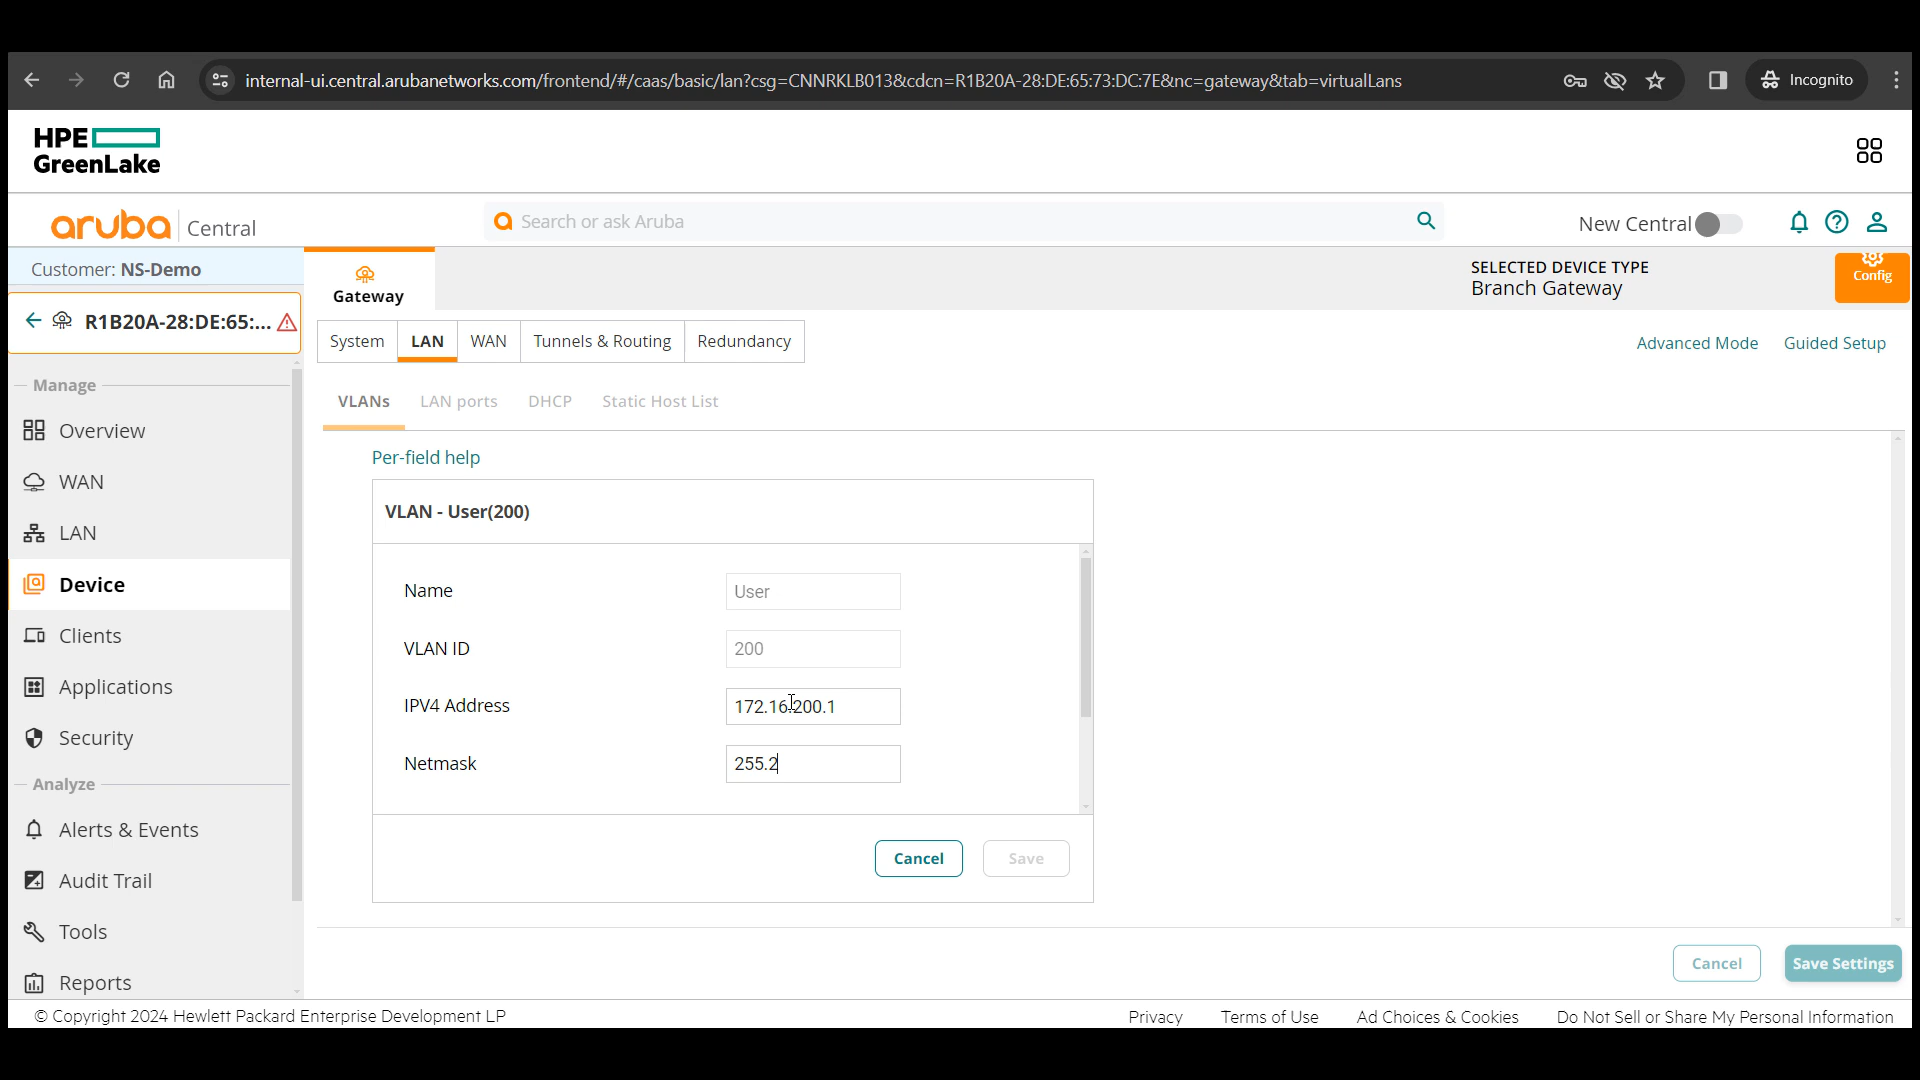 internal-ui.central.arubanetworks.com/frontend/#/caas/basic/lan?csg=CNNRKLB013&cdcn=R1B20A-28:DE:65:73:DC:7E&nc=gateway&tab=virtualLans
Incognito
HPE
GreenLake
aruba Central
Search or ask Aruba
New Central
Customer: NS-Demo
Gateway
SELECTED DEVICE TYPE
Branch Gateway
Config
R1B20A-28:DE:65:...
System
LAN
WAN
Tunnels & Routing
Redundancy
Advanced Mode
Guided Setup
Manage
VLANs
LAN ports
DHCP
Static Host List
Overview
WAN
LAN
Device
Clients
Applications
Security
Analyze
Alerts & Events
Audit Trail
Tools
Reports
Per-field help
VLAN - User(200)
Name User
VLAN ID 200
IPV4 Address 172.16.200.1
Netmask 255.2
Cancel
Save
Cancel
Save Settings
© Copyright 2024 Hewlett Packard Enterprise Development LP
Privacy
Terms of Use
Ad Choices & Cookies
Do Not Sell or Share My Personal Information